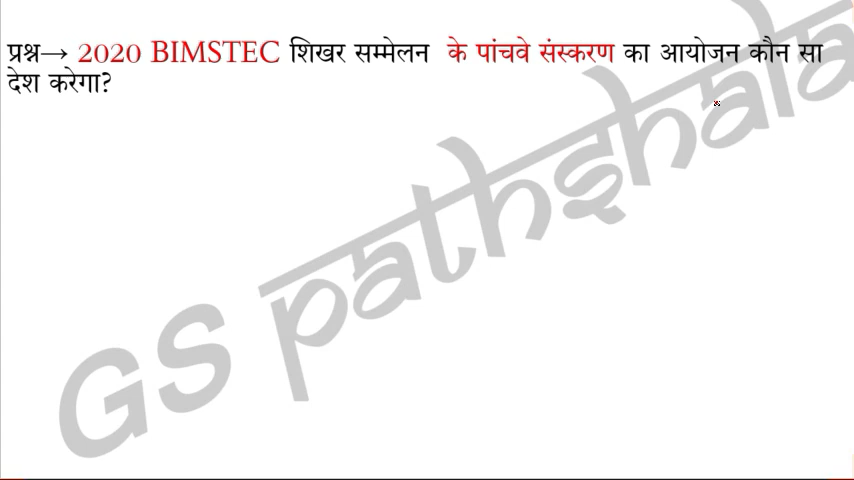 प्रश्न→ 2020 BIMSTEC शिखर सम्मेलन के पांचवे संस्करण का आयोजन कौन सा
देश करेगा?
GS pathshala